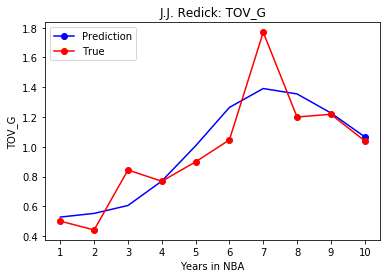 J.J. Redick: TOV_G
Prediction
True
TOV_G
1.8
1.6
1.4
1.2
1.0
0.8
0.6
0.4
1 2 3 4 5 6 7 8 9 10
Years in NBA